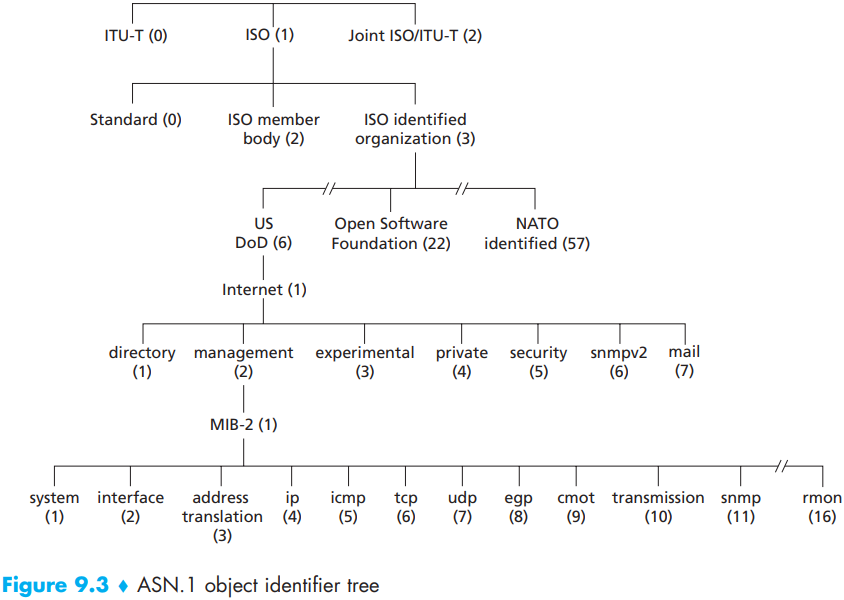 ITU-T (0) ISO (1) Joint ISO/ITU-T (2)
Standard (0) ISO member ISO identified
body (2) organization (3)
US Open Software NATO
DoD (6) Foundation (22) identified (57)
Internet (1)
directory management experimental private security snmpv2 mail
(1) (2) (3) (4) (5) (6) (7)
MIB-2 (1)
system interface address ip icmp tcp udp egp cmot transmission snmp rmon
(1) (2) translation (4) (5) (6) (7) (8) (9) (10) (11) (16)
(3)
Figure 9.3 ♦ ASN.1 object identifier tree